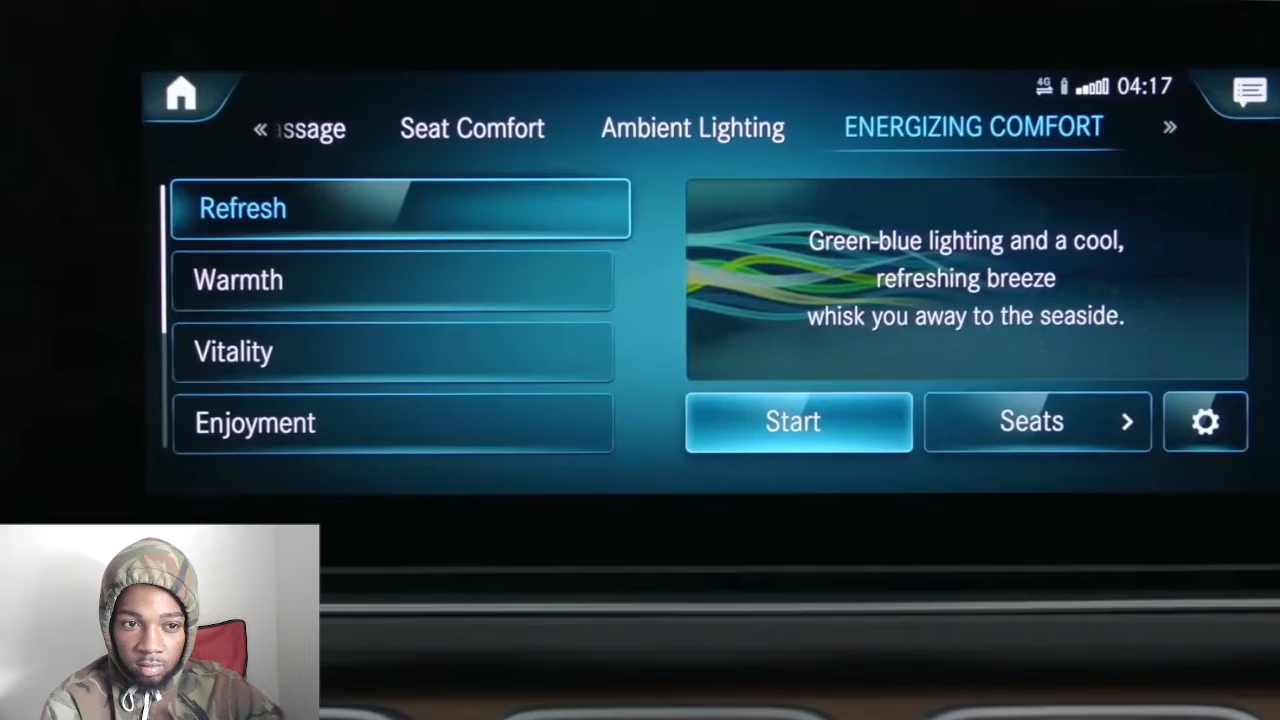 4G 04:17
« assage Seat Comfort Ambient Lighting ENERGIZING COMFORT »
Refresh
Warmth
Vitality
Enjoyment
Green-blue lighting and a cool,
refreshing breeze
whisk you away to the seaside.
Start Seats >